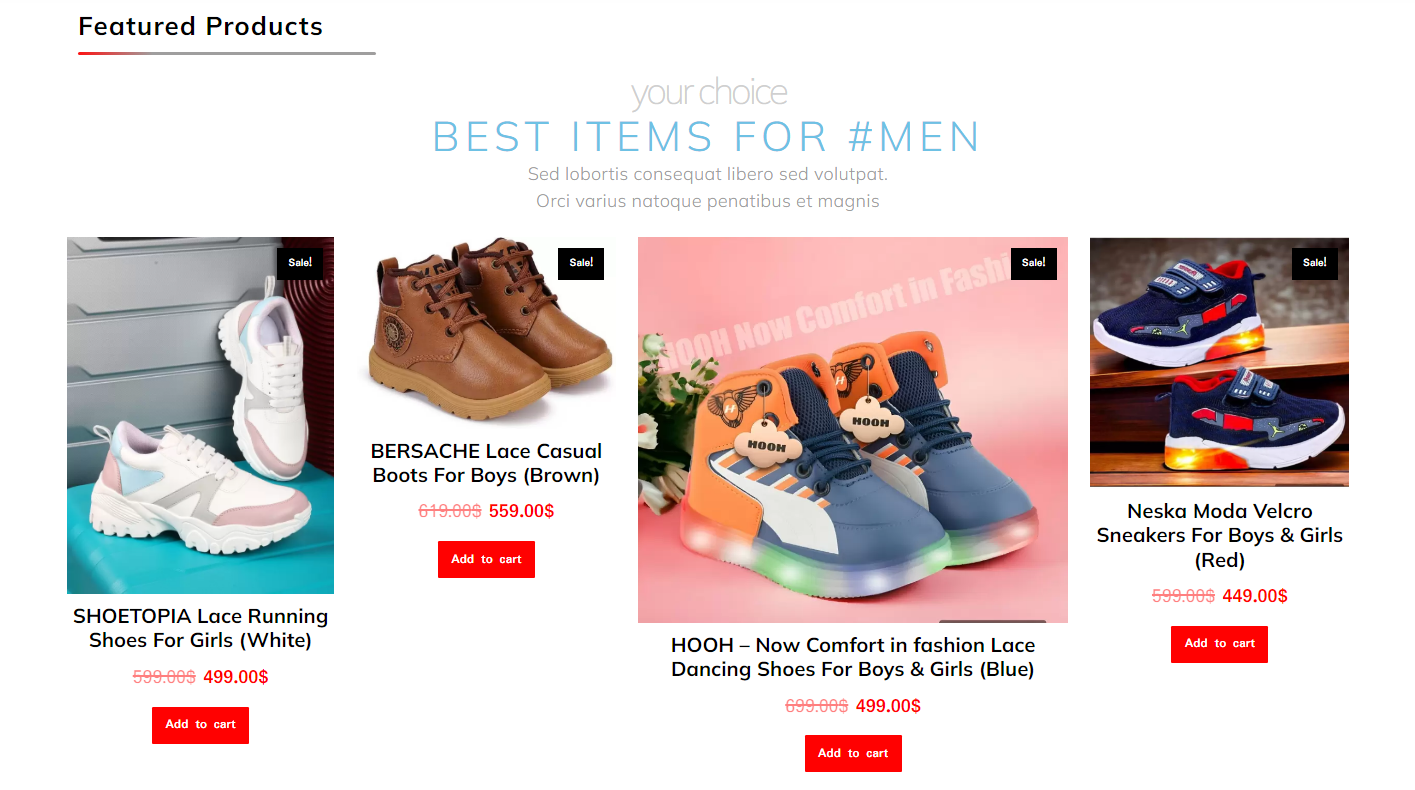 Featured Products
your choice
BEST ITEMS FOR #MEN
Sed lobortis consequat libero sed volutpat.
Orci varius natoque penatibus et magnis
Sale!
SHOETOPIA Lace Running
Shoes For Girls (White)
599.00$ 499.00$
Add to cart
Sale!
BERSACHE Lace Casual
Boots For Boys (Brown)
619.00$ 559.00$
Add to cart
Sale!
HOOH Now Comfort in Fashi
H
HOOH
H
HOOH
HOOH – Now Comfort in fashion Lace
Dancing Shoes For Boys & Girls (Blue)
699.00$ 499.00$
Add to cart
Sale!
Neska Moda Velcro
Sneakers For Boys & Girls
(Red)
599.00$ 449.00$
Add to cart